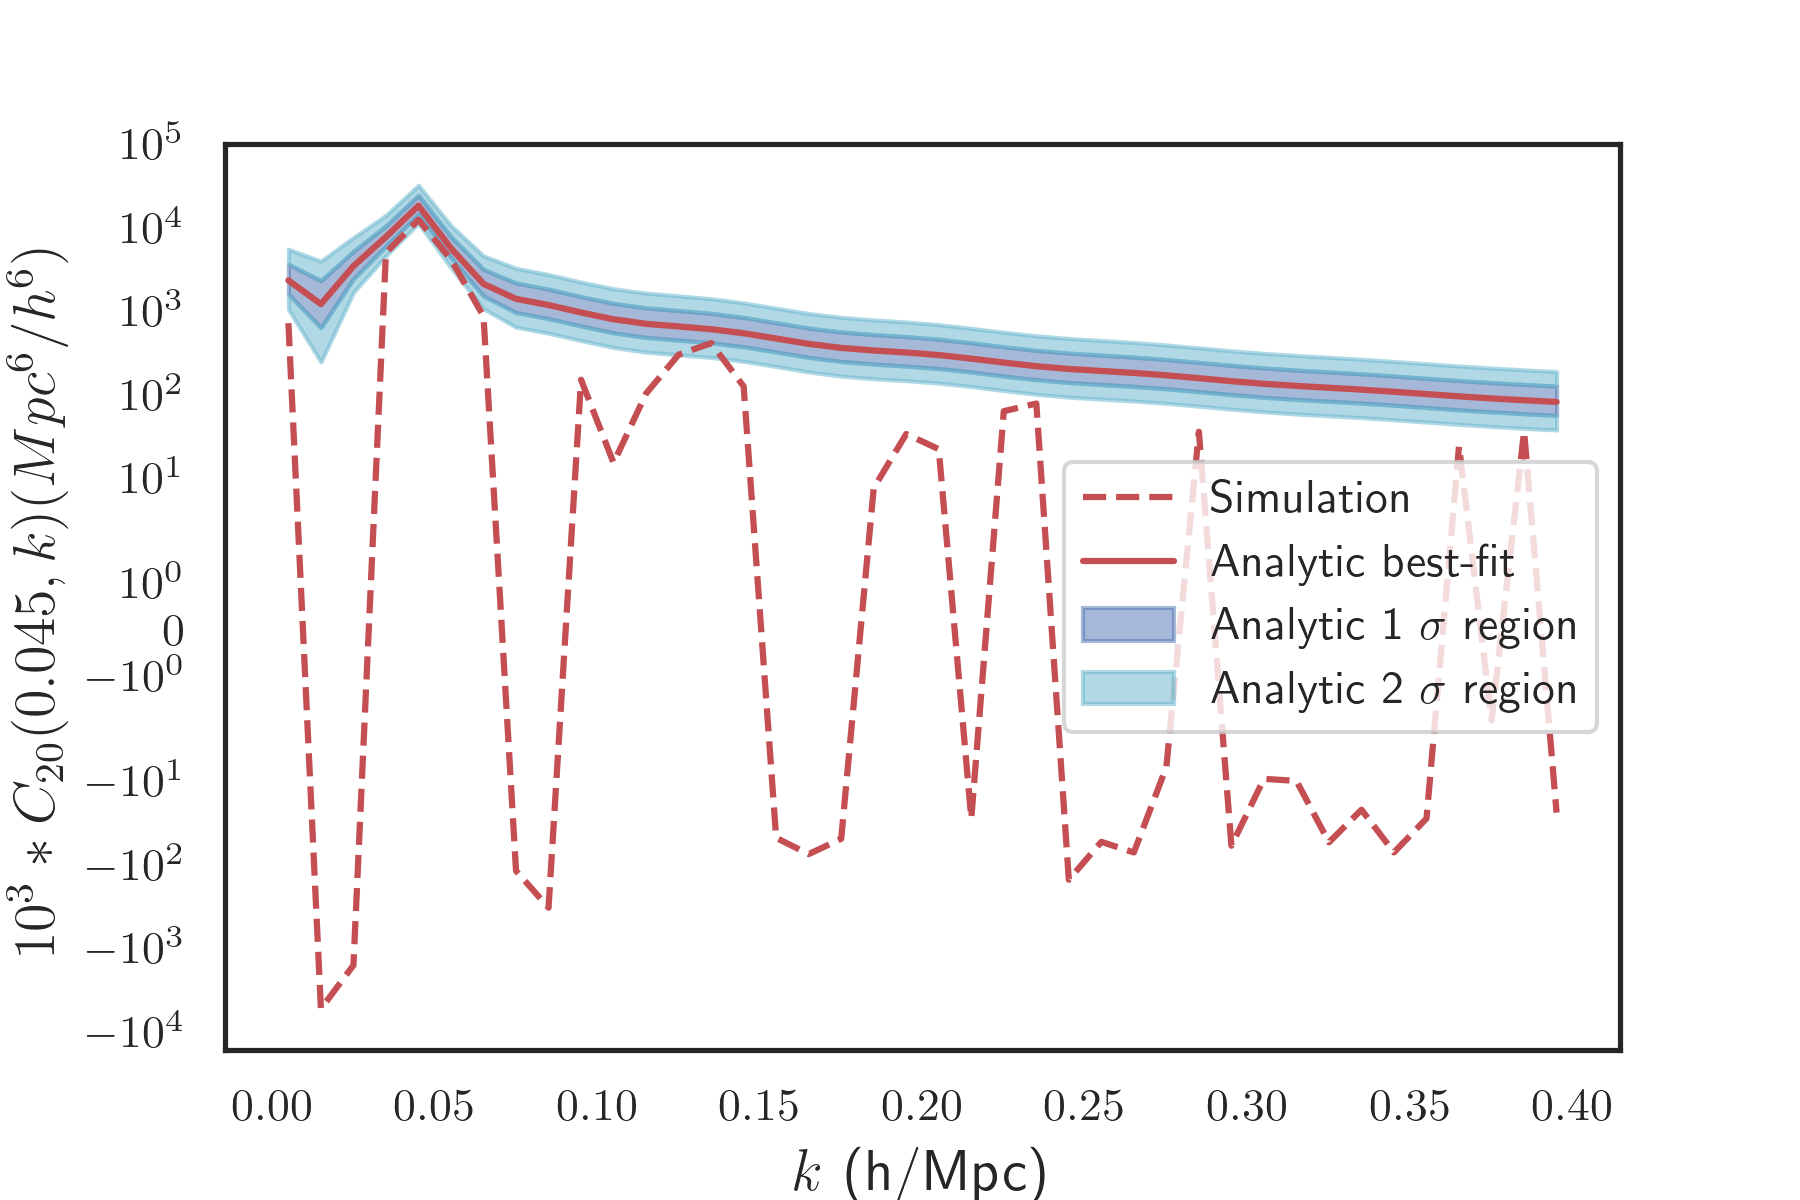 10^5
10^4
10^3
10^2
10^1
10^0
0
−10^0
−10^1
−10^2
−10^3
−10^4
10^3 ∗ C_{20}(0.045, k)(Mpc^6/h^6)
Simulation
Analytic best-fit
Analytic 1 σ region
Analytic 2 σ region
0.00 0.05 0.10 0.15 0.20 0.25 0.30 0.35 0.40
k (h/Mpc)